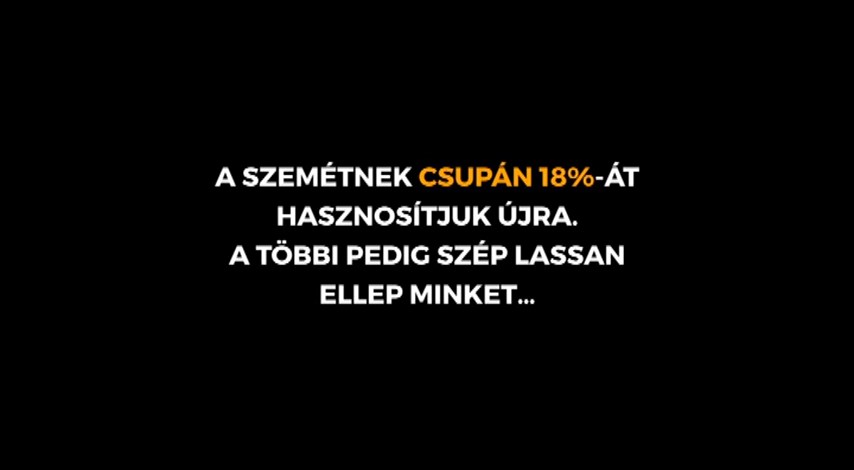 A SZEMÉTNEK CSUPÁN 18%-ÁT
HASZNOSÍTJUK ÚJRA.
A TÖBBI PEDIG SZÉP LASSAN
ELLEP MINKET...